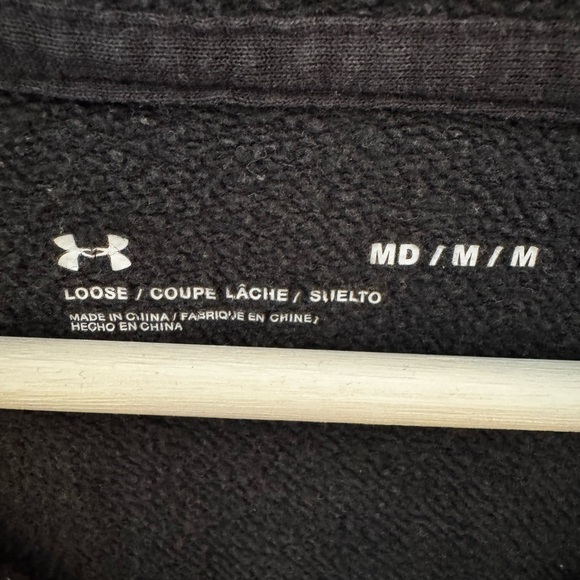 MD / M / M
LOOSE / COUPE LÂCHE / SUELTO
MADE IN CHINA / FABRIQUÉ EN CHINE /
HECHO EN CHINA